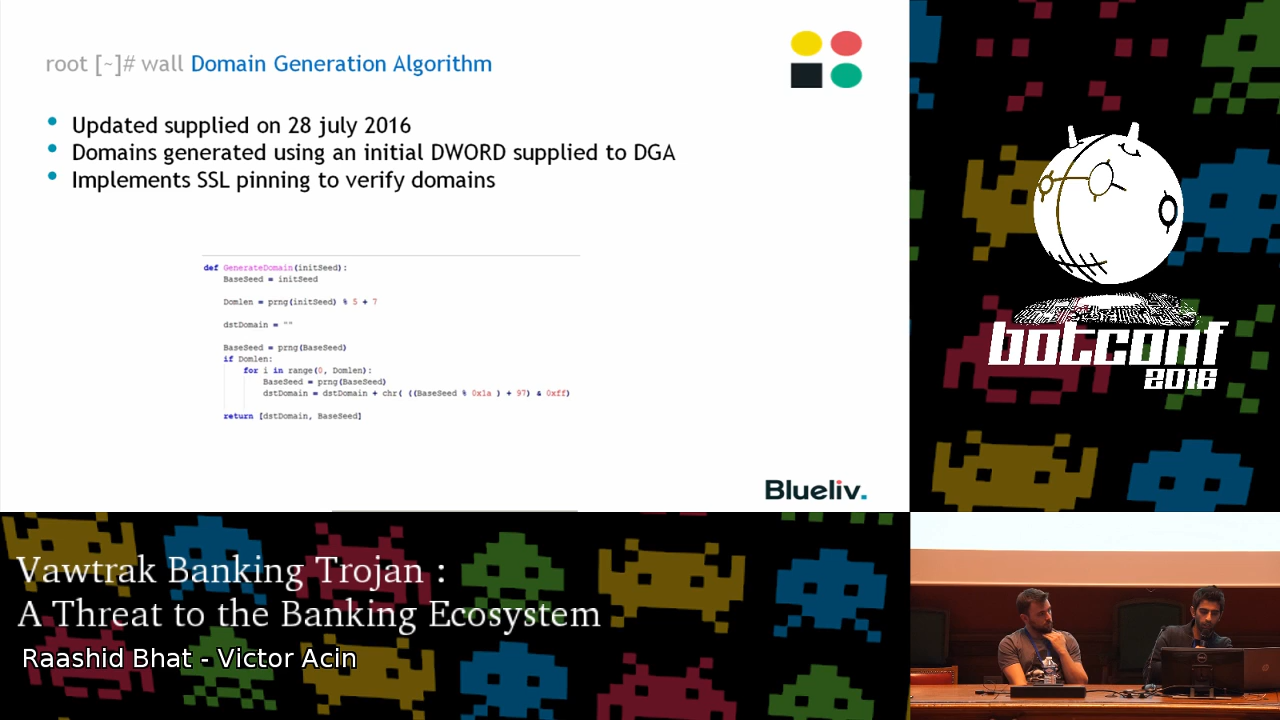 root [~]# wall Domain Generation Algorithm
Updated supplied on 28 july 2016
Domains generated using an initial DWORD supplied to DGA
Implements SSL pinning to verify domains
def GenerateDomain(initSeed):
BaseSeed = initSeed
Domlen = prng(initSeed) % 5 + 7
dstDomain = ""
BaseSeed = prng(BaseSeed)
if Domlen:
for i in range(0, Domlen):
BaseSeed = prng(BaseSeed)
dstDomain = dstDomain + chr( ((BaseSeed % 0x1a ) + 97) & 0xff)
return [dstDomain, BaseSeed]
Blueliv.
botconf
2016
Vawtrak Banking Trojan :
A Threat to the Banking Ecosystem
Raashid Bhat - Victor Acin